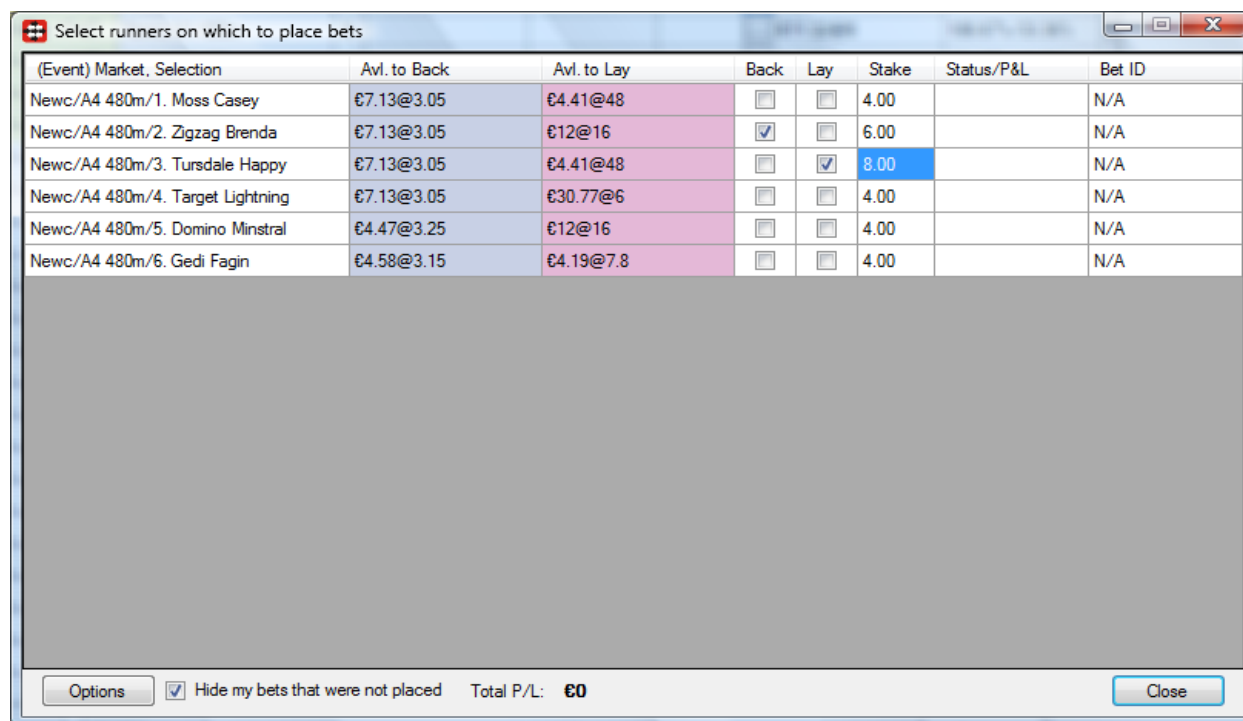 Select runners on which to place bets
(Event) Market, Selection Avl. to Back Avl. to Lay Back Lay Stake Status/P&L Bet ID
Newc/A4 480m/1. Moss Casey €7.13@3.05 €4.41@48 4.00 N/A
Newc/A4 480m/2. Zigzag Brenda €7.13@3.05 €12@16 6.00 N/A
Newc/A4 480m/3. Tursdale Happy €7.13@3.05 €4.41@48 8.00 N/A
Newc/A4 480m/4. Target Lightning €7.13@3.05 €30.77@6 4.00 N/A
Newc/A4 480m/5. Domino Minstral €4.47@3.25 €12@16 4.00 N/A
Newc/A4 480m/6. Gedi Fagin €4.58@3.15 €4.19@7.8 4.00 N/A
Options Hide my bets that were not placed Total P/L: €0 Close